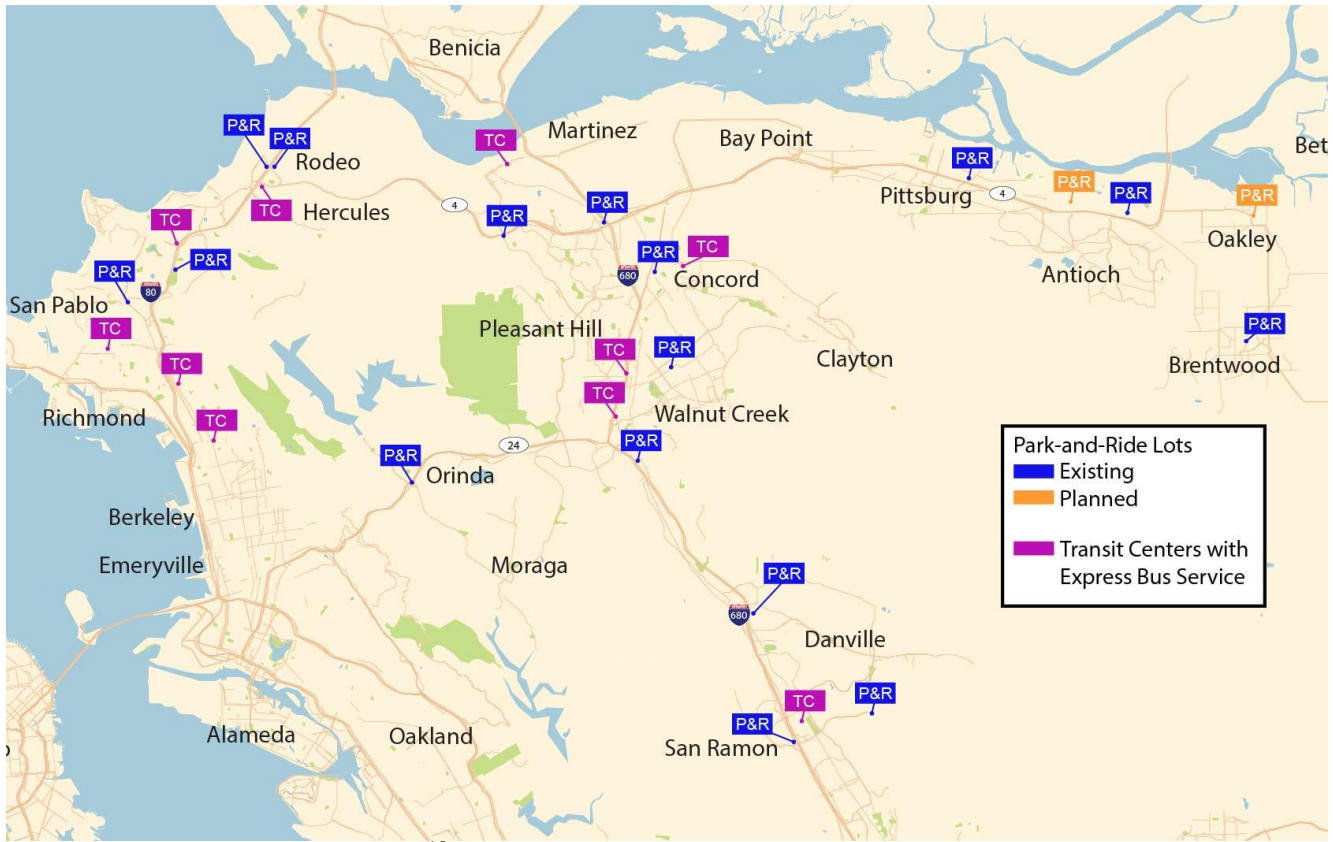 Benicia
P&R
P&R
Martinez
TC
Bay Point
Rodeo
Bet
P&R
Pittsburg
4
P&R
P&R
P&R
TC
Hercules
4
P&R
P&R
Oakley
TC
P&R
P&R
TC
Concord
Antioch
P&R
80
680
San Pablo
TC
Pleasant Hill
TC
P&R
Clayton
P&R
Brentwood
TC
TC
Richmond
TC
Walnut Creek
24
P&R
P&R
Orinda
Park-and-Ride Lots
Existing
Planned
Transit Centers with
Express Bus Service
Berkeley
Emeryville
Moraga
P&R
680
Danville
P&R
TC
P&R
San Ramon
Alameda
Oakland